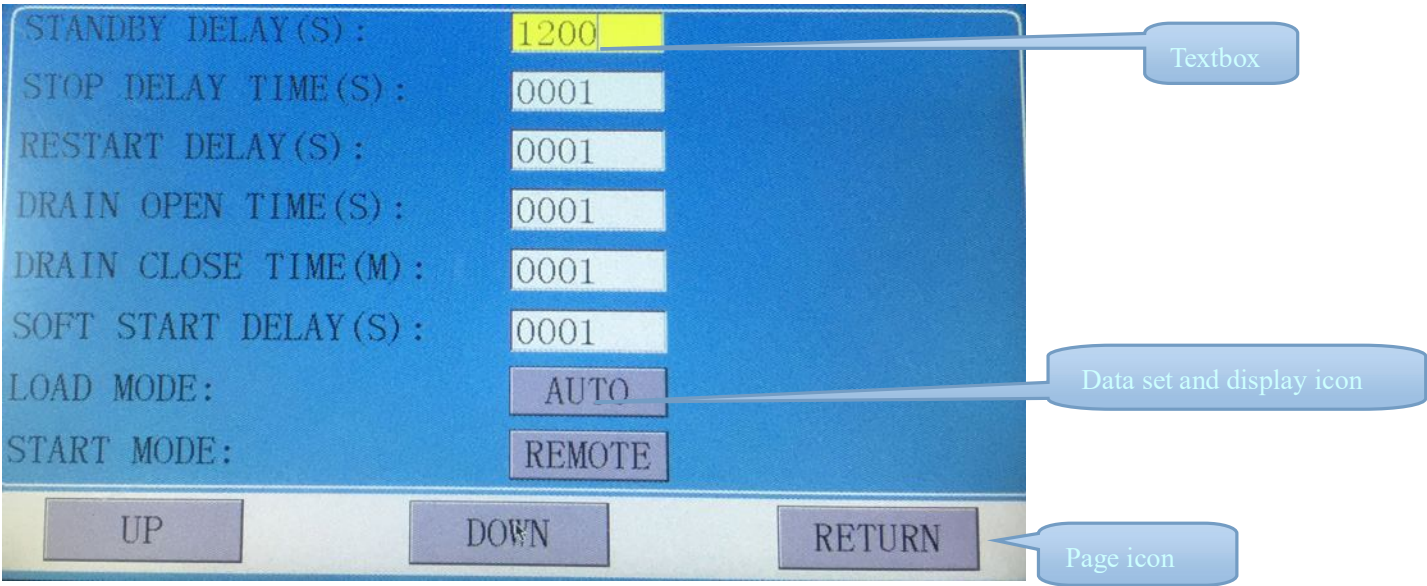 STANDBY DELAY(S): 1200
Textbox
STOP DELAY TIME(S): 0001
RESTART DELAY(S): 0001
DRAIN OPEN TIME(S): 0001
DRAIN CLOSE TIME(M): 0001
SOFT START DELAY(S): 0001
LOAD MODE: AUTO
Data set and display icon
START MODE: REMOTE
UP DOWN RETURN
Page icon